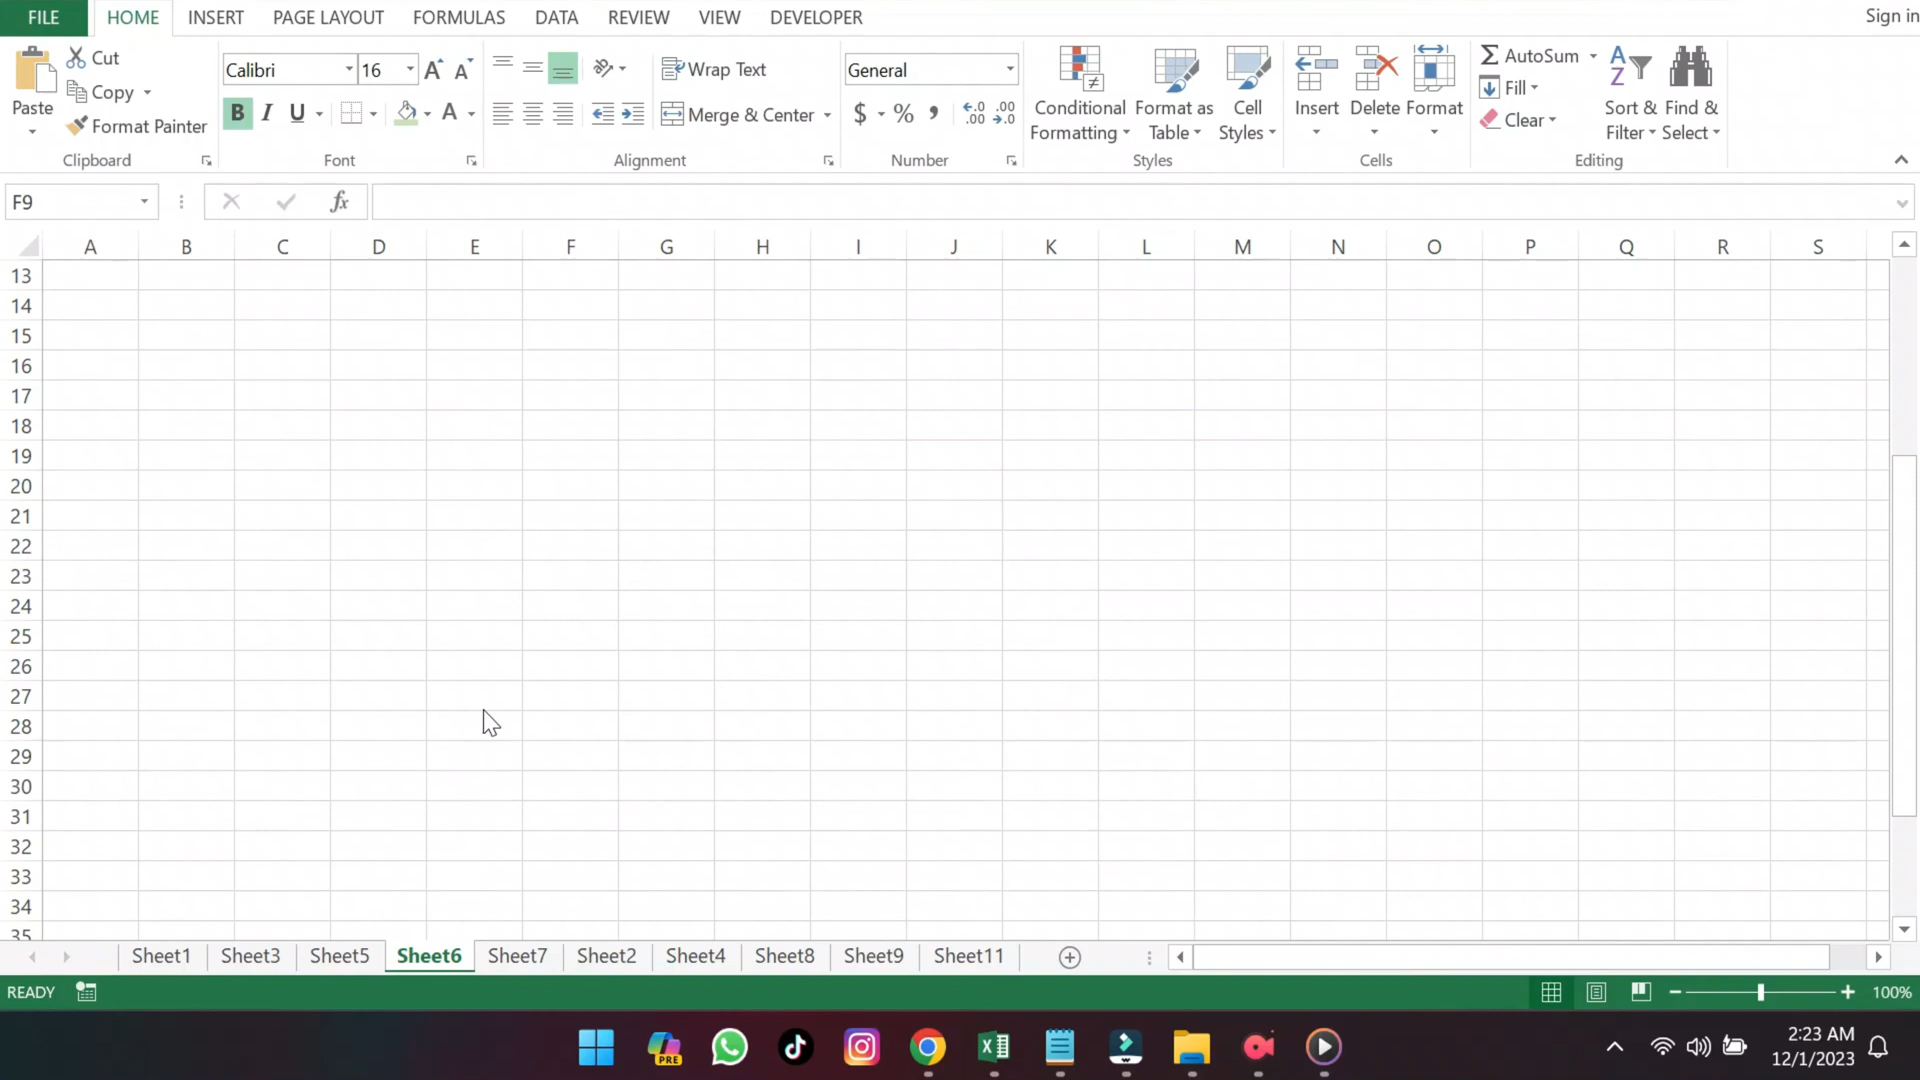 FILE HOME INSERT PAGE LAYOUT FORMULAS DATA REVIEW VIEW DEVELOPER Sign in
Paste Cut
Copy
Format Painter
Clipboard
Calibri 16
B I U A
Font
Wrap Text
Merge & Center
Alignment
General
$ % , .00 .00
Number
Conditional Formatting
Format as Table
Cell Styles
Styles
Insert Delete Format
Cells
AutoSum
Fill
Clear
Sort & Filter
Find & Select
Editing
F9 fx
A B C D E F G H I J K L M N O P Q R S
13
14
15
16
17
18
19
20
21
22
23
24
25
26
27
28
29
30
31
32
33
34
35
Sheet1 Sheet3 Sheet5 Sheet6 Sheet7 Sheet2 Sheet4 Sheet8 Sheet9 Sheet11
READY 100%
PRE
2:23 AM
12/1/2023